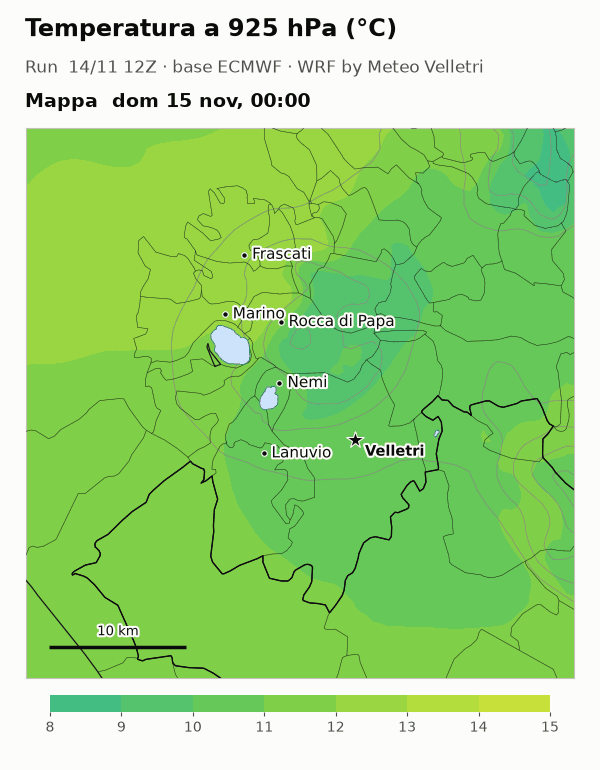 Temperatura a 925 hPa (°C)
Run  14/11 12Z · base ECMWF · WRF by Meteo Velletri
Mappa  dom 15 nov, 00:00
Frascati
Marino
Rocca di Papa
Nemi
Velletri
Lanuvio
10 km
8 9 10 11 12 13 14 15